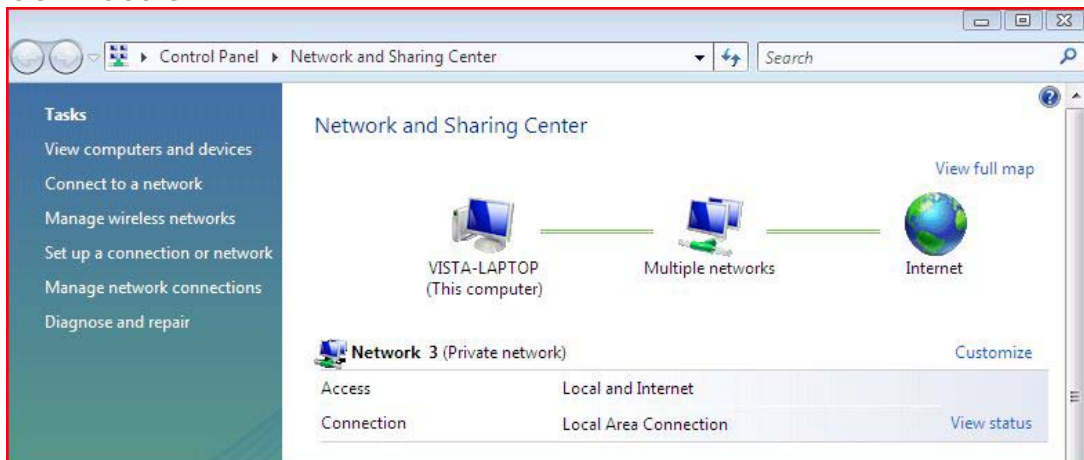 Control Panel
Network and Sharing Center
Search
Tasks
View computers and devices
Connect to a network
Manage wireless networks
Set up a connection or network
Manage network connections
Diagnose and repair
Network and Sharing Center
View full map
VISTA-LAPTOP
(This computer)
Multiple networks
Internet
Network 3 (Private network)
Customize
Access
Local and Internet
Connection
Local Area Connection
View status